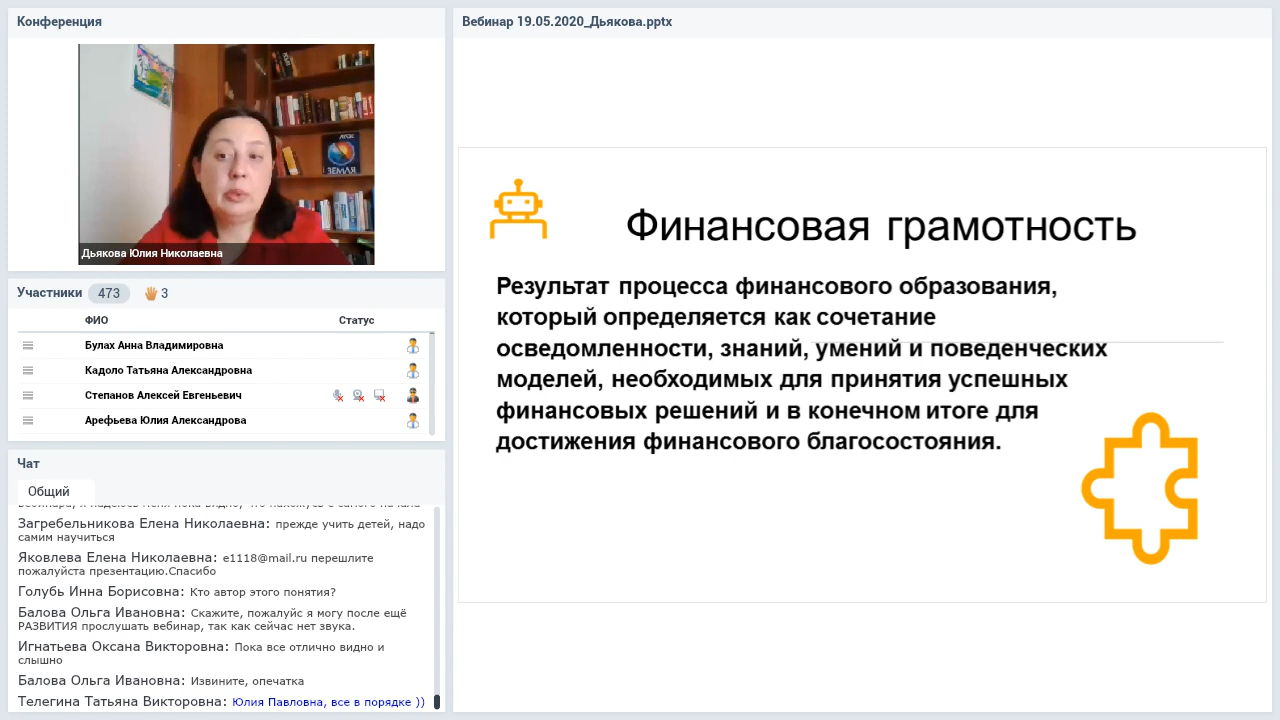 Конференция
АТЛАС
ЗЕМЛЯ
Дьякова Юлия Николаевна
Участники 473 3
ФИО Статус
Булах Анна Владимировна
Кадоло Татьяна Александровна
Степанов Алексей Евгеньевич
Арефьева Юлия Александрова
Чат
Общий
Загребельникова Елена Николаевна: прежде учить детей, надо
самим научиться
Яковлева Елена Николаевна: e1118@mail.ru перешлите
пожалуйста презентацию.Спасибо
Голубь Инна Борисовна: Кто автор этого понятия?
Балова Ольга Ивановна: Скажите, пожалуйс я могу после ещё
РАЗВИТИЯ прослушать вебинар, так как сейчас нет звука.
Игнатьева Оксана Викторовна: Пока все отлично видно и
слышно
Балова Ольга Ивановна: Извините, опечатка
Телегина Татьяна Викторовна: Юлия Павловна, все в порядке ))
Вебинар 19.05.2020_Дьякова.pptx
Финансовая грамотность
Результат процесса финансового образования,
который определяется как сочетание
осведомленности, знаний, умений и поведенческих
моделей, необходимых для принятия успешных
финансовых решений и в конечном итоге для
достижения финансового благосостояния.